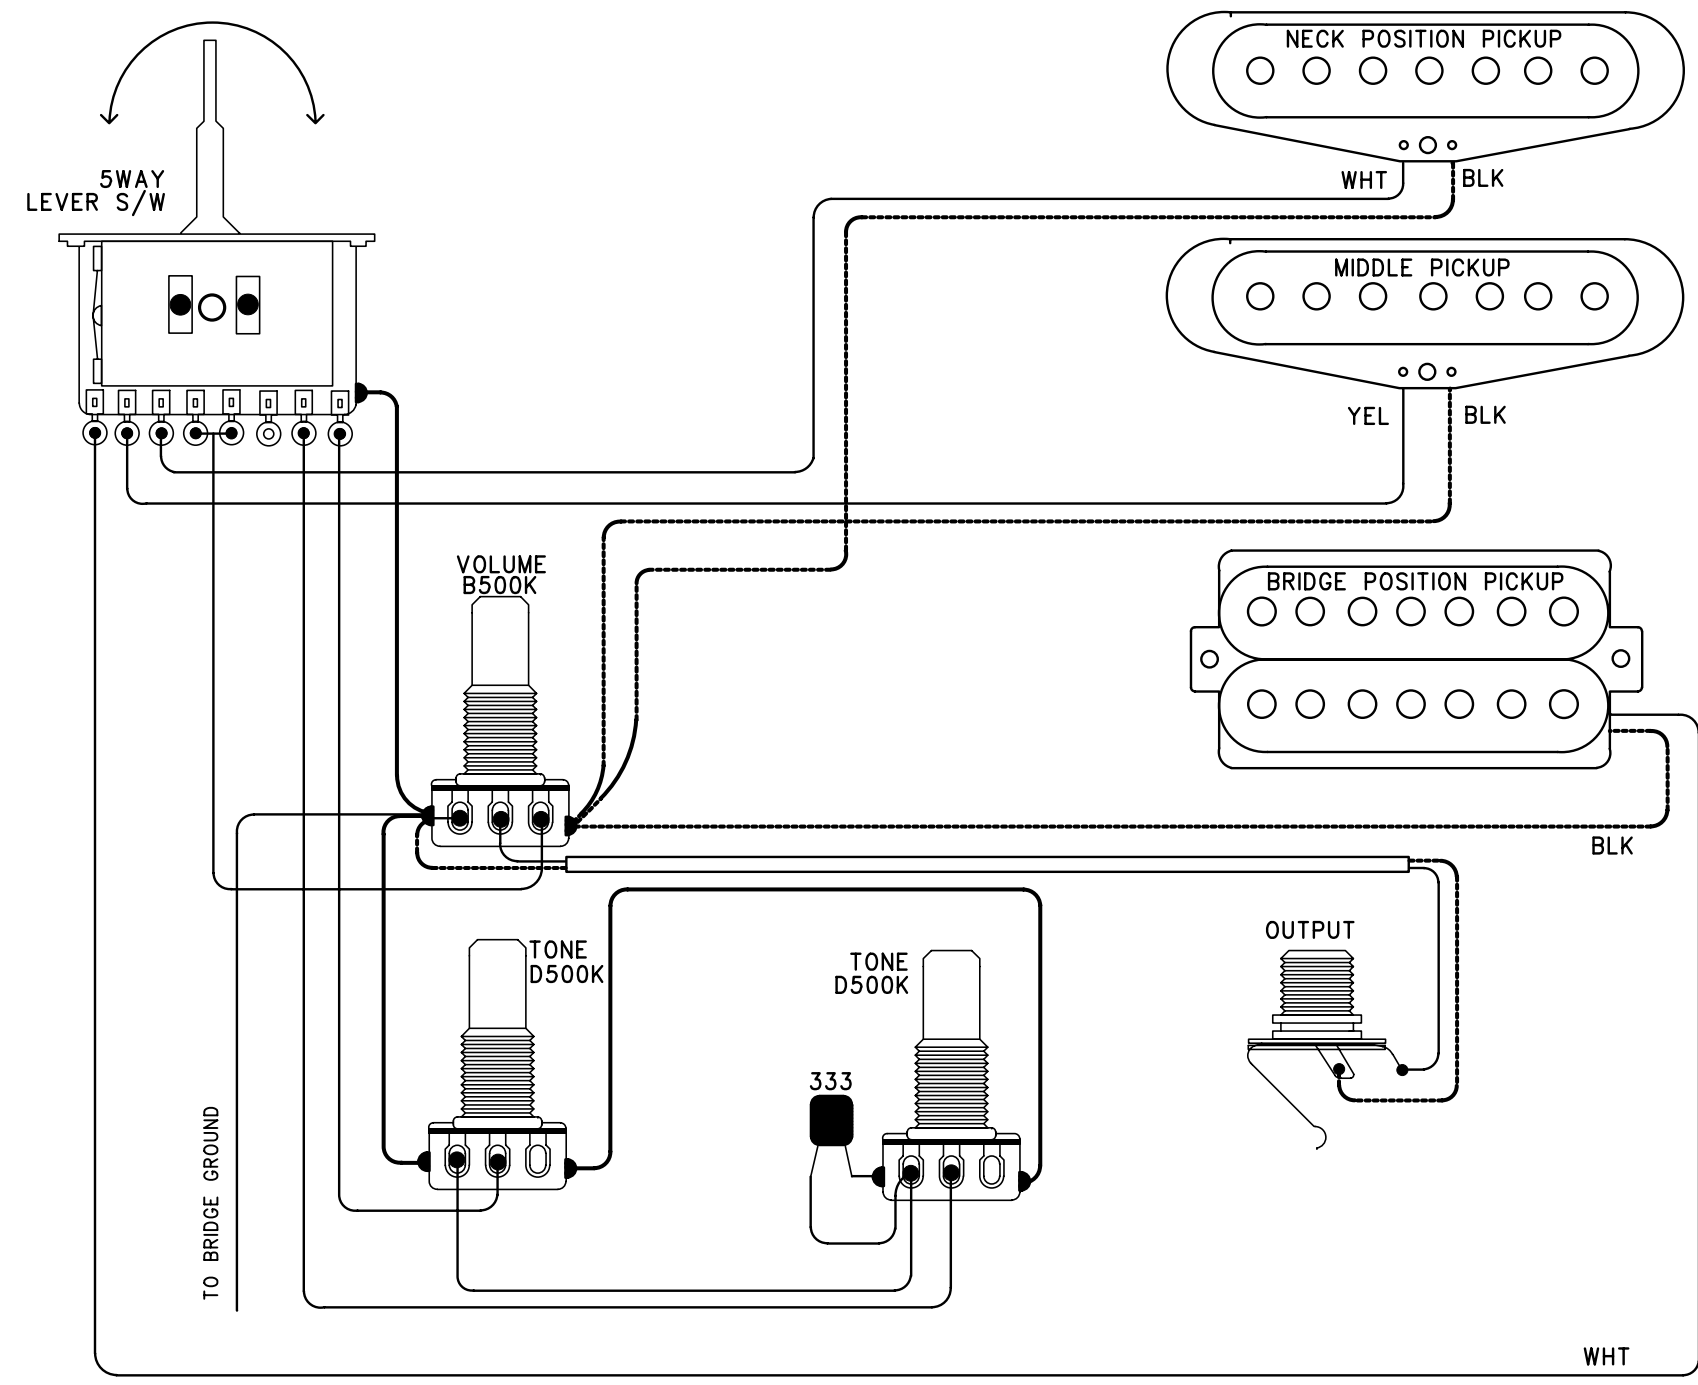 NECK POSITION PICKUP
5WAY
LEVER S/W
WHT
BLK
MIDDLE PICKUP
YEL
BLK
VOLUME
B500K
BRIDGE POSITION PICKUP
BLK
TONE
D500K
TONE
D500K
OUTPUT
333
TO BRIDGE GROUND
WHT